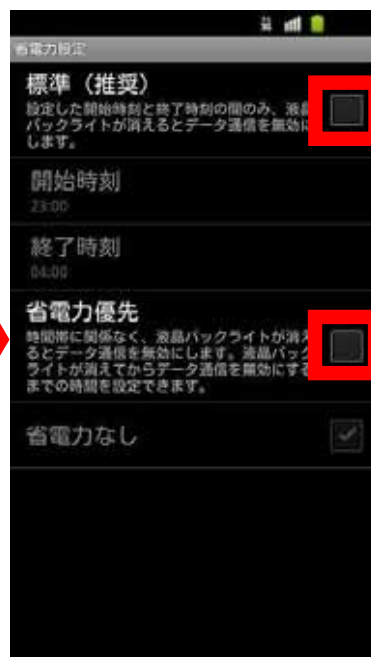 省電力設定
標準（推奨）
設定した開始時刻と終了時刻の間のみ、液晶
バックライトが消えるとデータ通信を無効に
します。
開始時刻
23:00
終了時刻
04:00
省電力優先
時間帯に関係なく、液晶バックライトが消え
るとデータ通信を無効にします。液晶バック
ライトが消えてからデータ通信を無効にする
までの時間を設定できます。
省電力なし